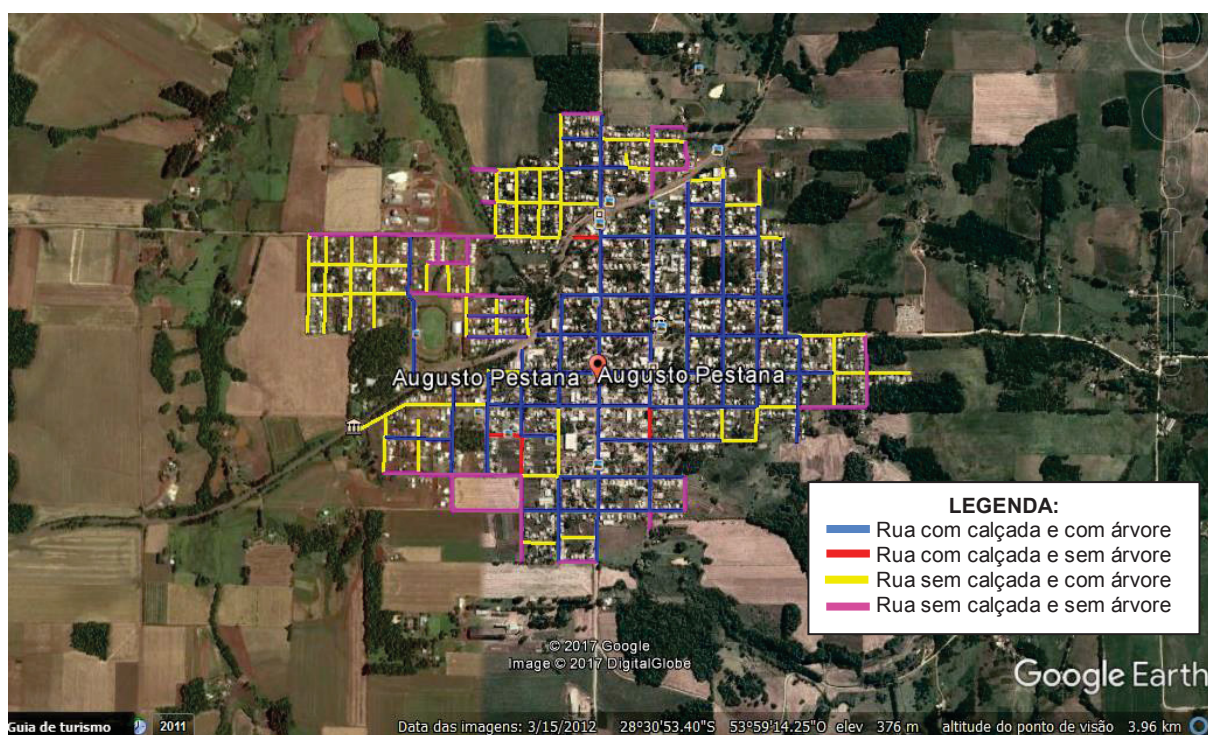 Augusto Pestana Augusto Pestana
LEGENDA:
Rua com calçada e com árvore
Rua com calçada e sem árvore
Rua sem calçada e com árvore
Rua sem calçada e sem árvore
© 2017 Google
Image © 2017 DigitalGlobe
Google Earth
Guia de turismo 2011 Data das imagens: 3/15/2012 28°30'53.40"S 53°59'14.25"O elev 376 m altitude do ponto de visão 3.96 km